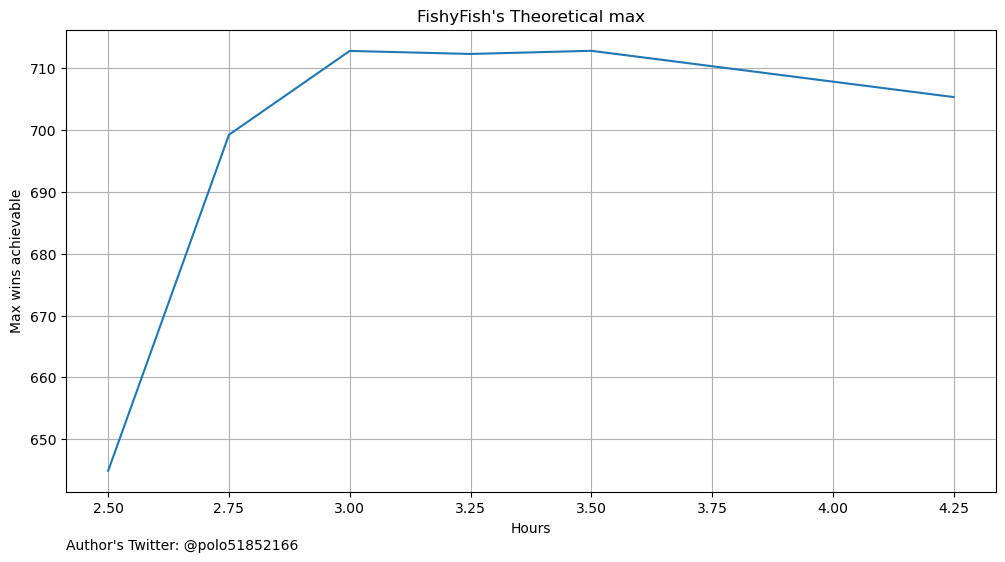 FishyFish's Theoretical max
Max wins achievable
710
700
690
680
670
660
650
2.50 2.75 3.00 3.25 3.50 3.75 4.00 4.25
Hours
Author's Twitter: @polo51852166